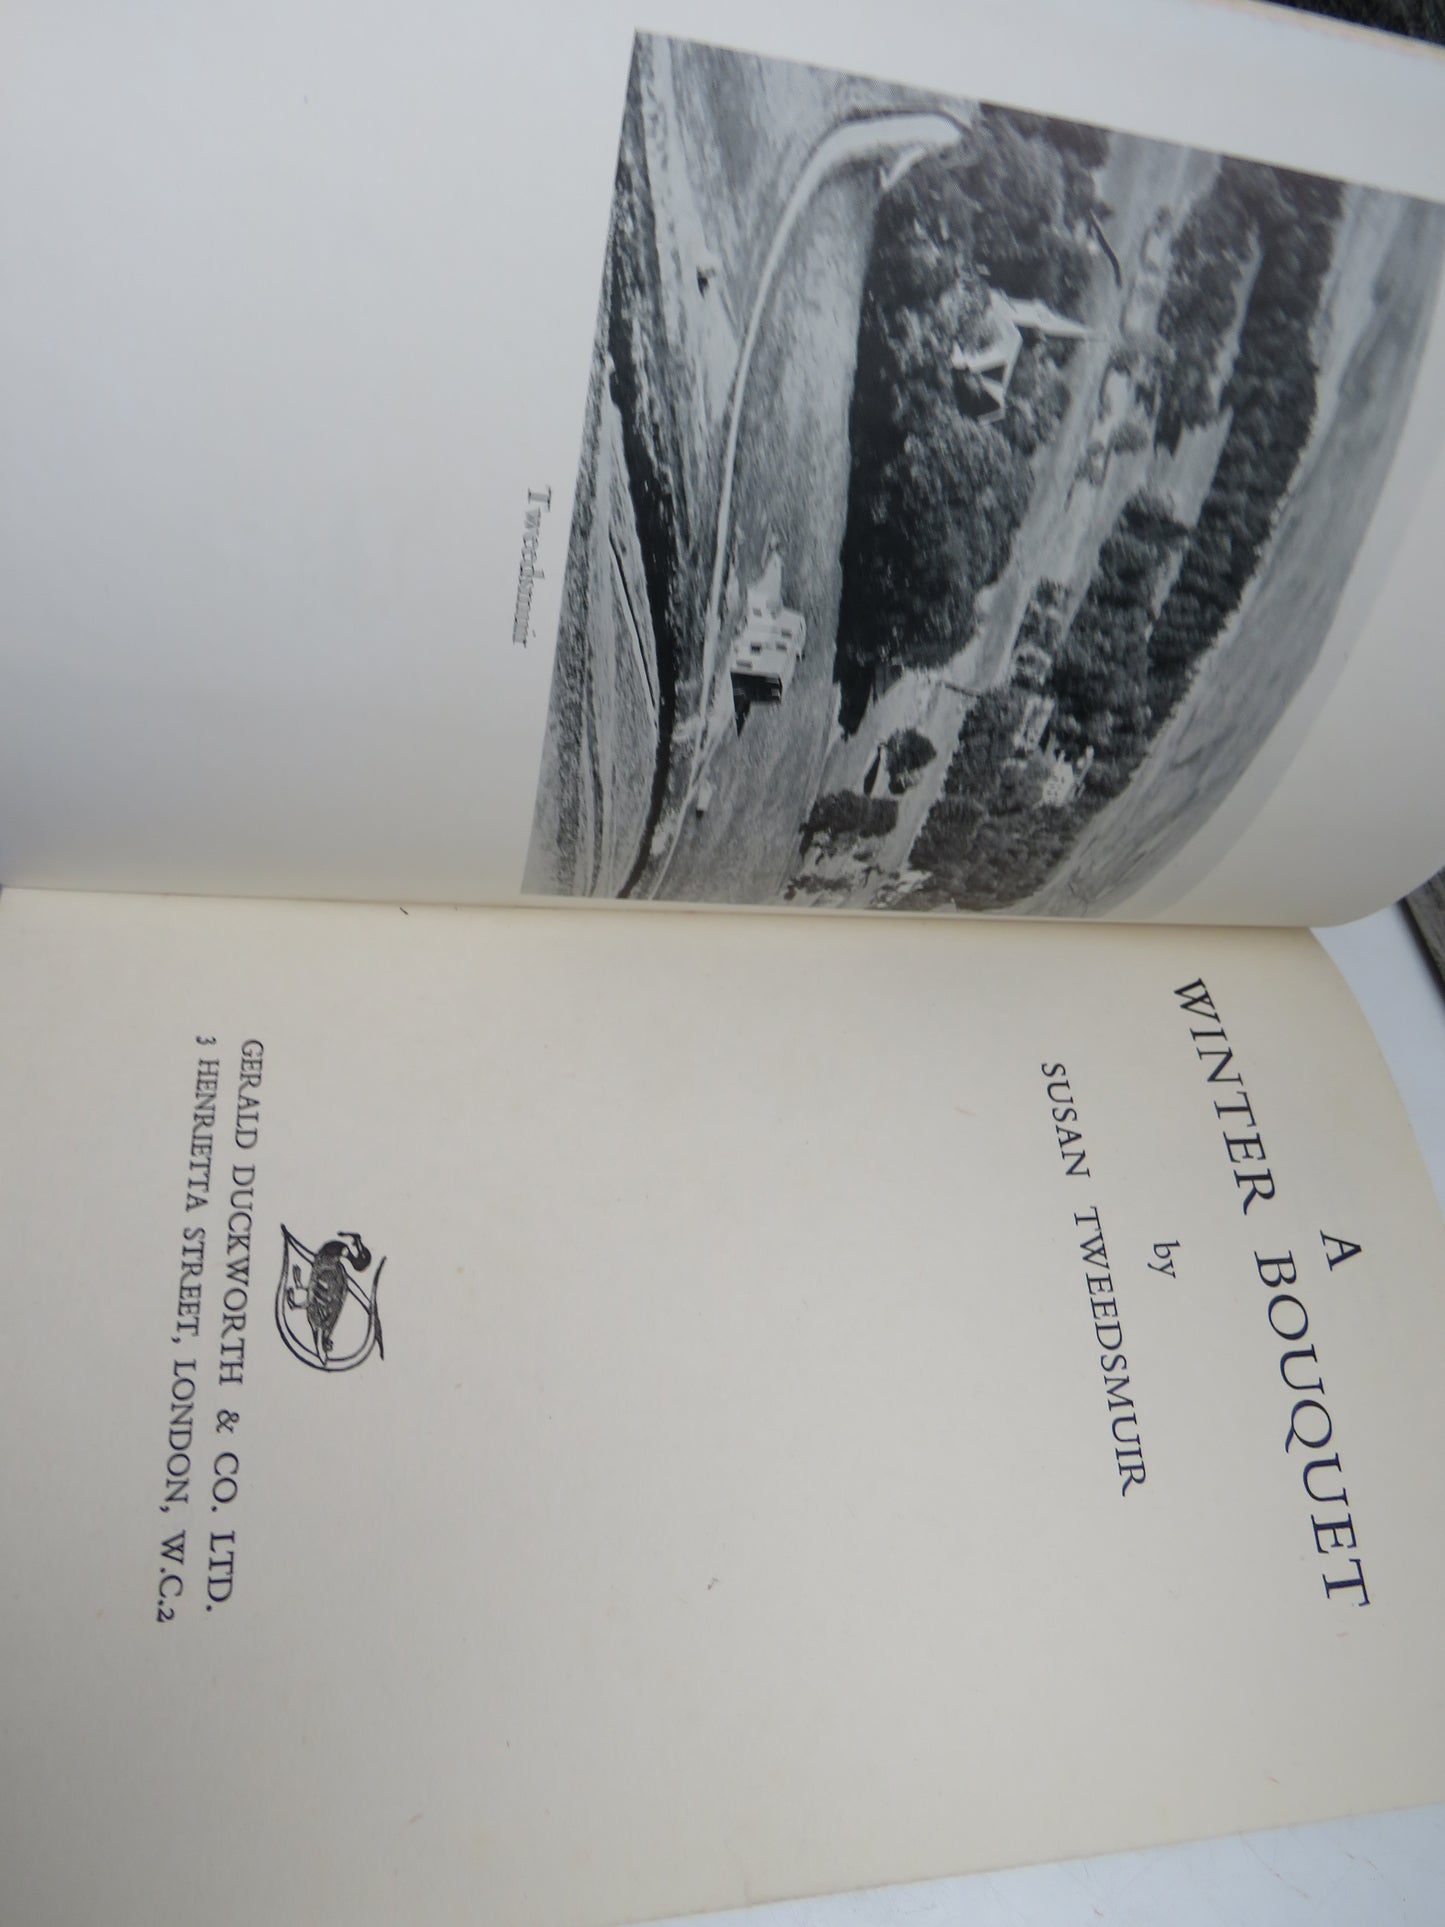 Tweedsmuir
A
WINTER BOUQUET
by
SUSAN TWEEDSMUIR
GERALD DUCKWORTH & CO. LTD.
3 HENRIETTA STREET, LONDON, W.C.2